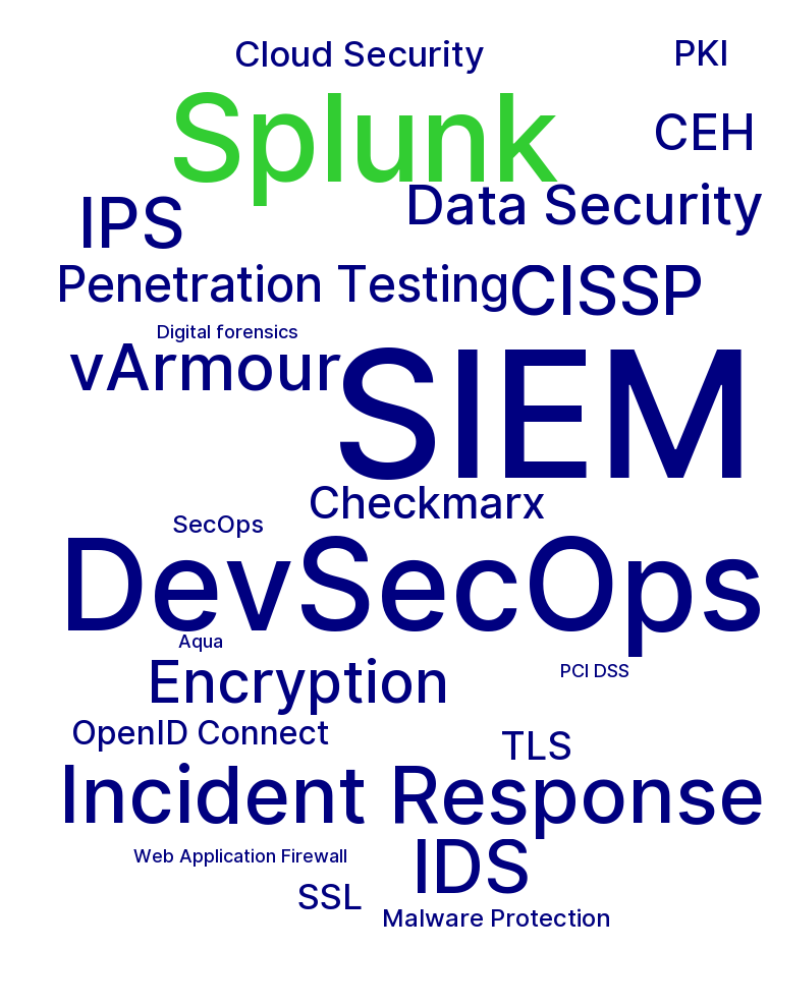 Cloud Security
PKI
Splunk
CEH
IPS
Data Security
Penetration Testing
CISSP
Digital forensics
vArmour
SIEM
Checkmarx
SecOps
DevSecOps
Aqua
Encryption
PCI DSS
OpenID Connect
TLS
Incident Response
Web Application Firewall
IDS
SSL
Malware Protection